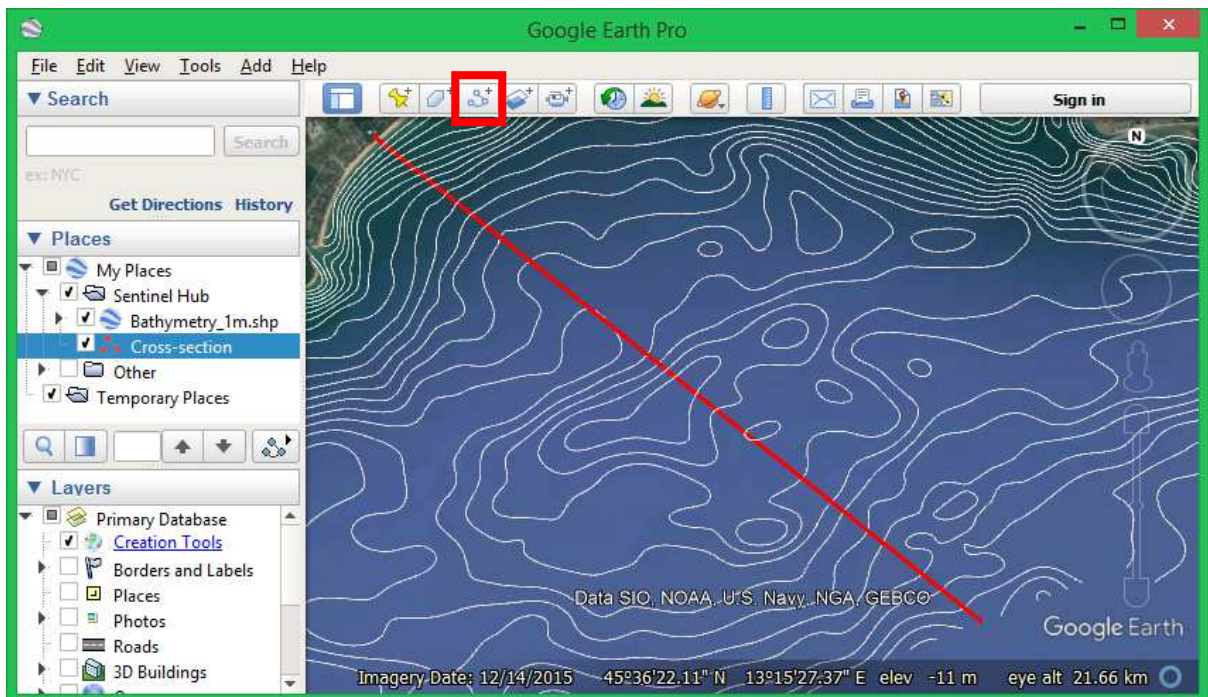 Google Earth Pro
File Edit View Tools Add Help
▼ Search
Search
ex: NYC
Get Directions History
▼ Places
My Places
Sentinel Hub
Bathymetry_1m.shp
Cross-section
Other
Temporary Places
▼ Layers
Primary Database
Creation Tools
Borders and Labels
Places
Photos
Roads
3D Buildings
Sign in
N
Data SIO, NOAA, U.S. Navy, NGA, GEBCO
Google Earth
Imagery Date: 12/14/2015 45°36'22.11" N 13°15'27.37" E elev -11 m eye alt 21.66 km